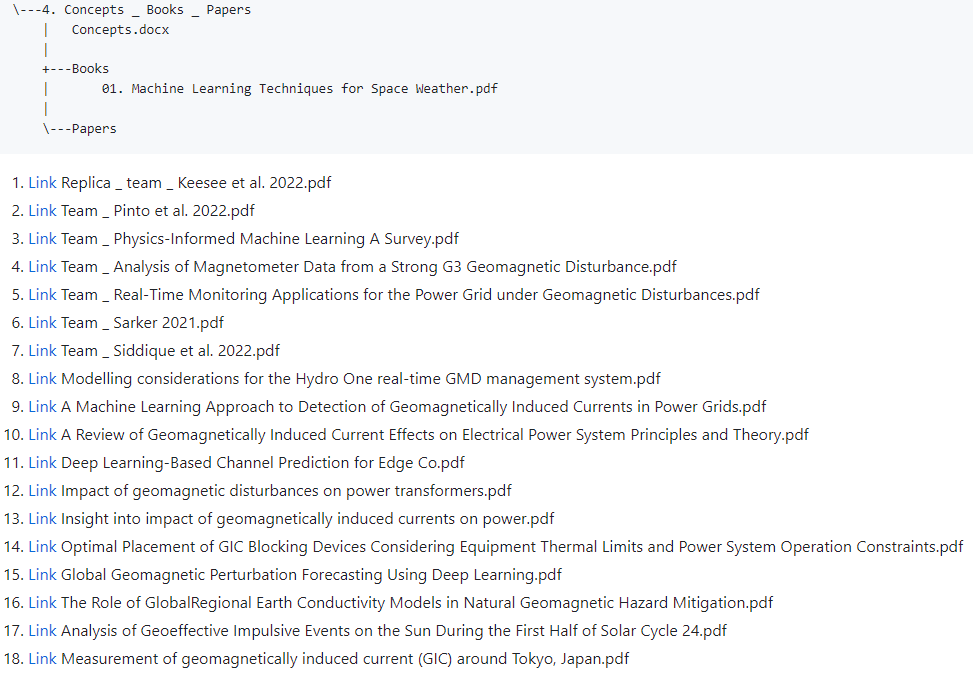 \---4. Concepts _ Books _ Papers
|   Concepts.docx
|
+---Books
|       01. Machine Learning Techniques for Space Weather.pdf
|
\---Papers
1. Link Replica _ team _ Keesee et al. 2022.pdf
2. Link Team _ Pinto et al. 2022.pdf
3. Link Team _ Physics-Informed Machine Learning A Survey.pdf
4. Link Team _ Analysis of Magnetometer Data from a Strong G3 Geomagnetic Disturbance.pdf
5. Link Team _ Real-Time Monitoring Applications for the Power Grid under Geomagnetic Disturbances.pdf
6. Link Team _ Sarker 2021.pdf
7. Link Team _ Siddique et al. 2022.pdf
8. Link Modelling considerations for the Hydro One real-time GMD management system.pdf
9. Link A Machine Learning Approach to Detection of Geomagnetically Induced Currents in Power Grids.pdf
10. Link A Review of Geomagnetically Induced Current Effects on Electrical Power System Principles and Theory.pdf
11. Link Deep Learning-Based Channel Prediction for Edge Co.pdf
12. Link Impact of geomagnetic disturbances on power transformers.pdf
13. Link Insight into impact of geomagnetically induced currents on power.pdf
14. Link Optimal Placement of GIC Blocking Devices Considering Equipment Thermal Limits and Power System Operation Constraints.pdf
15. Link Global Geomagnetic Perturbation Forecasting Using Deep Learning.pdf
16. Link The Role of GlobalRegional Earth Conductivity Models in Natural Geomagnetic Hazard Mitigation.pdf
17. Link Analysis of Geoeffective Impulsive Events on the Sun During the First Half of Solar Cycle 24.pdf
18. Link Measurement of geomagnetically induced current (GIC) around Tokyo, Japan.pdf